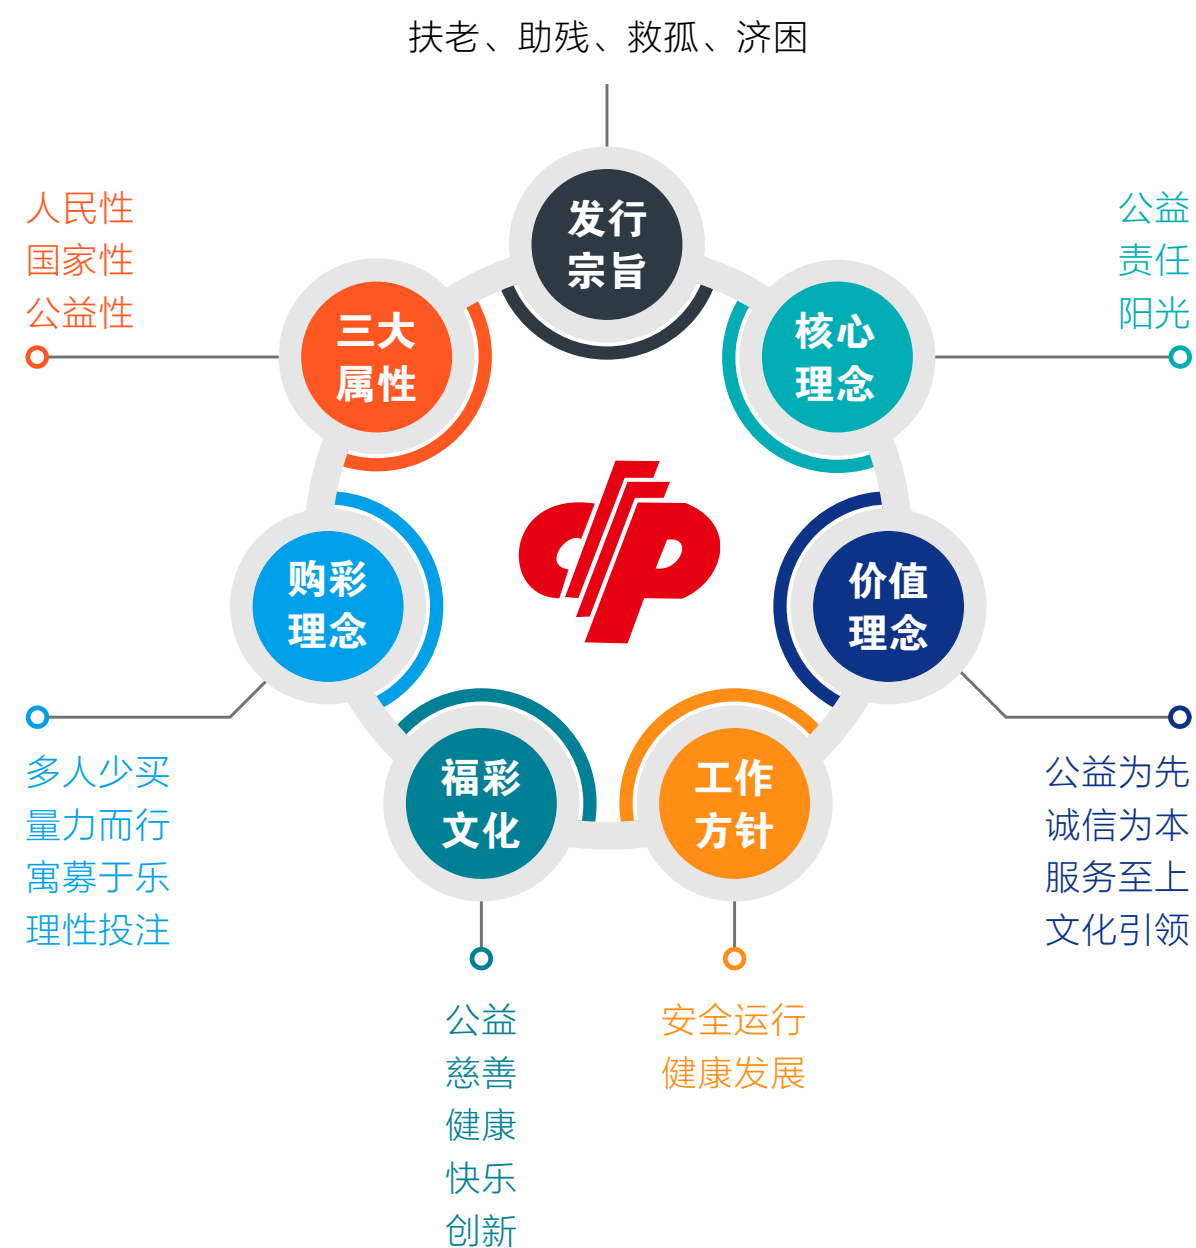 扶老、助残、救孤、济困
发行
宗旨
人民性
国家性
公益性
三大
属性
核心
理念
公益
责任
阳光
购彩
理念
价值
理念
多人少买
量力而行
寓募于乐
理性投注
福彩
文化
工作
方针
公益为先
诚信为本
服务至上
文化引领
公益
慈善
健康
快乐
创新
安全运行
健康发展